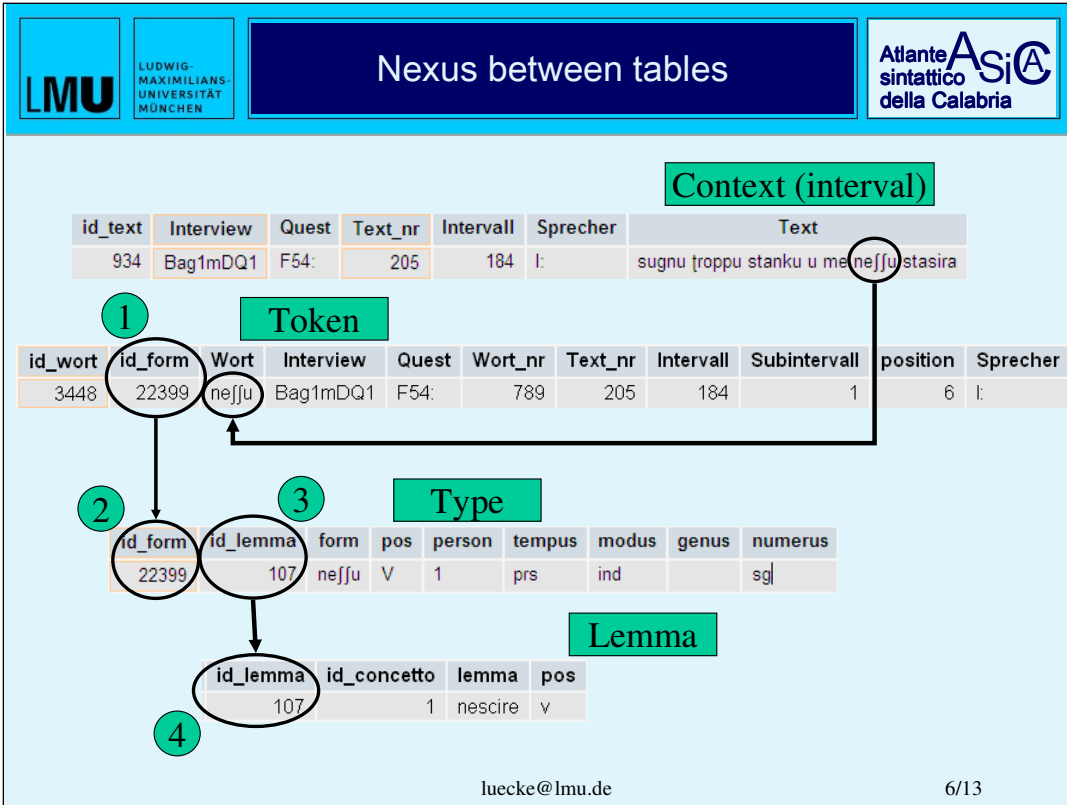 LMU
LUDWIG-
MAXIMILIANS-
UNIVERSITÄT
MÜNCHEN
Nexus between tables
Atlante
sintattico
della Calabria
ASiCA
Context (interval)
id_text Interview Quest Text_nr Intervall Sprecher Text
934 Bag1mDQ1 F54: 205 184 I: sugnu ţroppu stanku u me neʃʃu stasira
1 Token
id_wort id_form Wort Interview Quest Wort_nr Text_nr Intervall Subintervall position Sprecher
3448 22399 neʃʃu Bag1mDQ1 F54: 789 205 184 1 6 I:
2 3 Type
id_form id_lemma form pos person tempus modus genus numerus
22399 107 neʃʃu V 1 prs ind sg
Lemma
id_lemma id_concetto lemma pos
107 1 nescire v
4
luecke@lmu.de 6/13